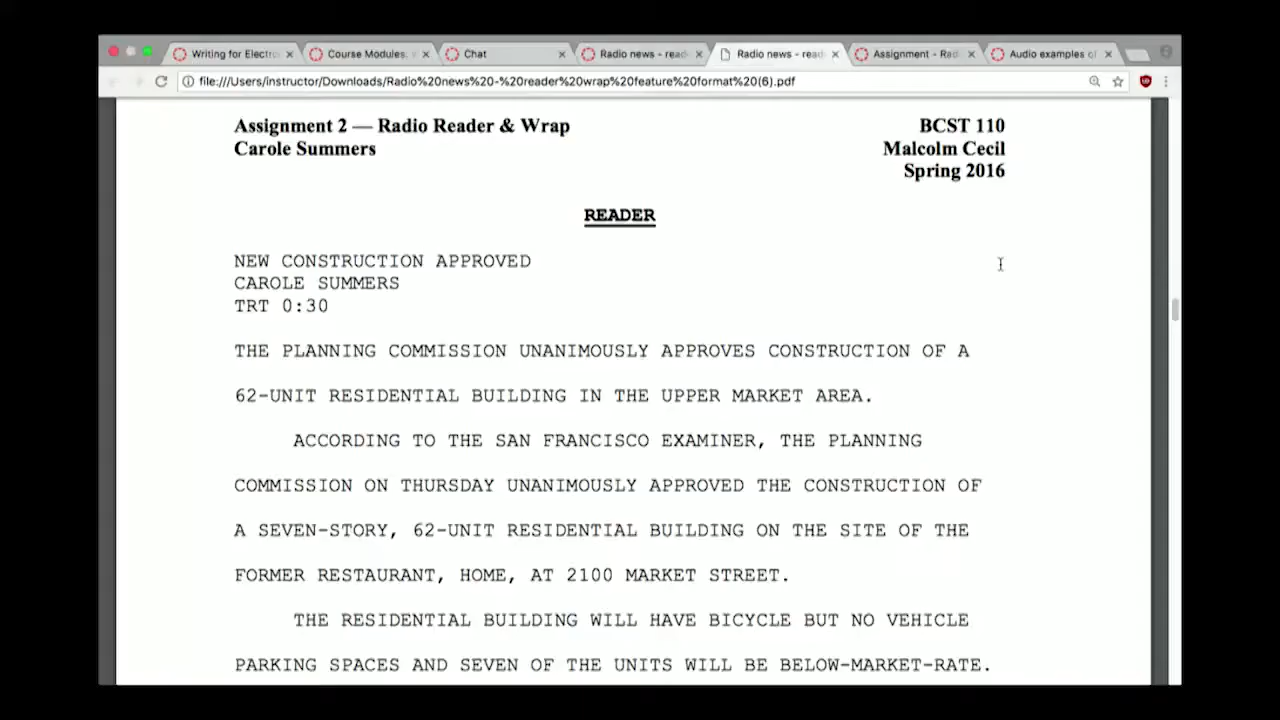 Writing for Electro
Course Modules:
Chat
Radio news - read
Radio news - read
Assignment - Rad
Audio examples of
file:///Users/instructor/Downloads/Radio%20news%20-%20reader%20wrap%20feature%20format%20(6).pdf
Assignment 2 — Radio Reader & Wrap
BCST 110
Carole Summers
Malcolm Cecil
Spring 2016
READER
NEW CONSTRUCTION APPROVED
CAROLE SUMMERS
TRT 0:30
THE PLANNING COMMISSION UNANIMOUSLY APPROVES CONSTRUCTION OF A
62-UNIT RESIDENTIAL BUILDING IN THE UPPER MARKET AREA.
ACCORDING TO THE SAN FRANCISCO EXAMINER, THE PLANNING
COMMISSION ON THURSDAY UNANIMOUSLY APPROVED THE CONSTRUCTION OF
A SEVEN-STORY, 62-UNIT RESIDENTIAL BUILDING ON THE SITE OF THE
FORMER RESTAURANT, HOME, AT 2100 MARKET STREET.
THE RESIDENTIAL BUILDING WILL HAVE BICYCLE BUT NO VEHICLE
PARKING SPACES AND SEVEN OF THE UNITS WILL BE BELOW-MARKET-RATE.